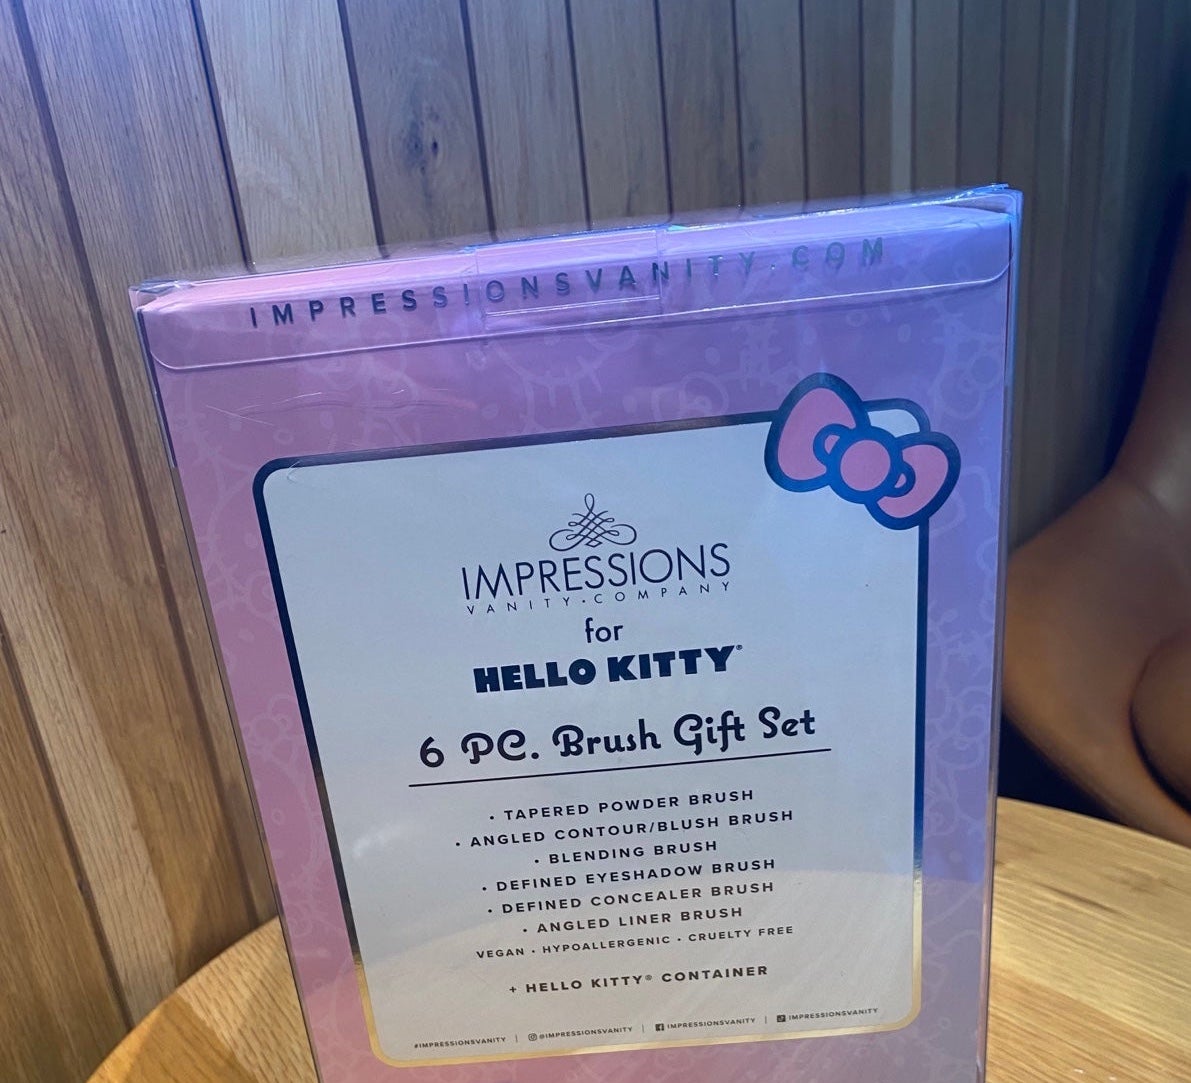 IMPRESSIONSVANITY.COM
IMPRESSIONS
VANITY · COMPANY
for
HELLO KITTY®
6 PC. Brush Gift Set
• TAPERED POWDER BRUSH
• ANGLED CONTOUR/BLUSH BRUSH
• BLENDING BRUSH
• DEFINED EYESHADOW BRUSH
• DEFINED CONCEALER BRUSH
• ANGLED LINER BRUSH
VEGAN • HYPOALLERGENIC • CRUELTY FREE
+ HELLO KITTY® CONTAINER
#IMPRESSIONSVANITY | @IMPRESSIONSVANITY | IMPRESSIONSVANITY | IMPRESSIONSVANITY